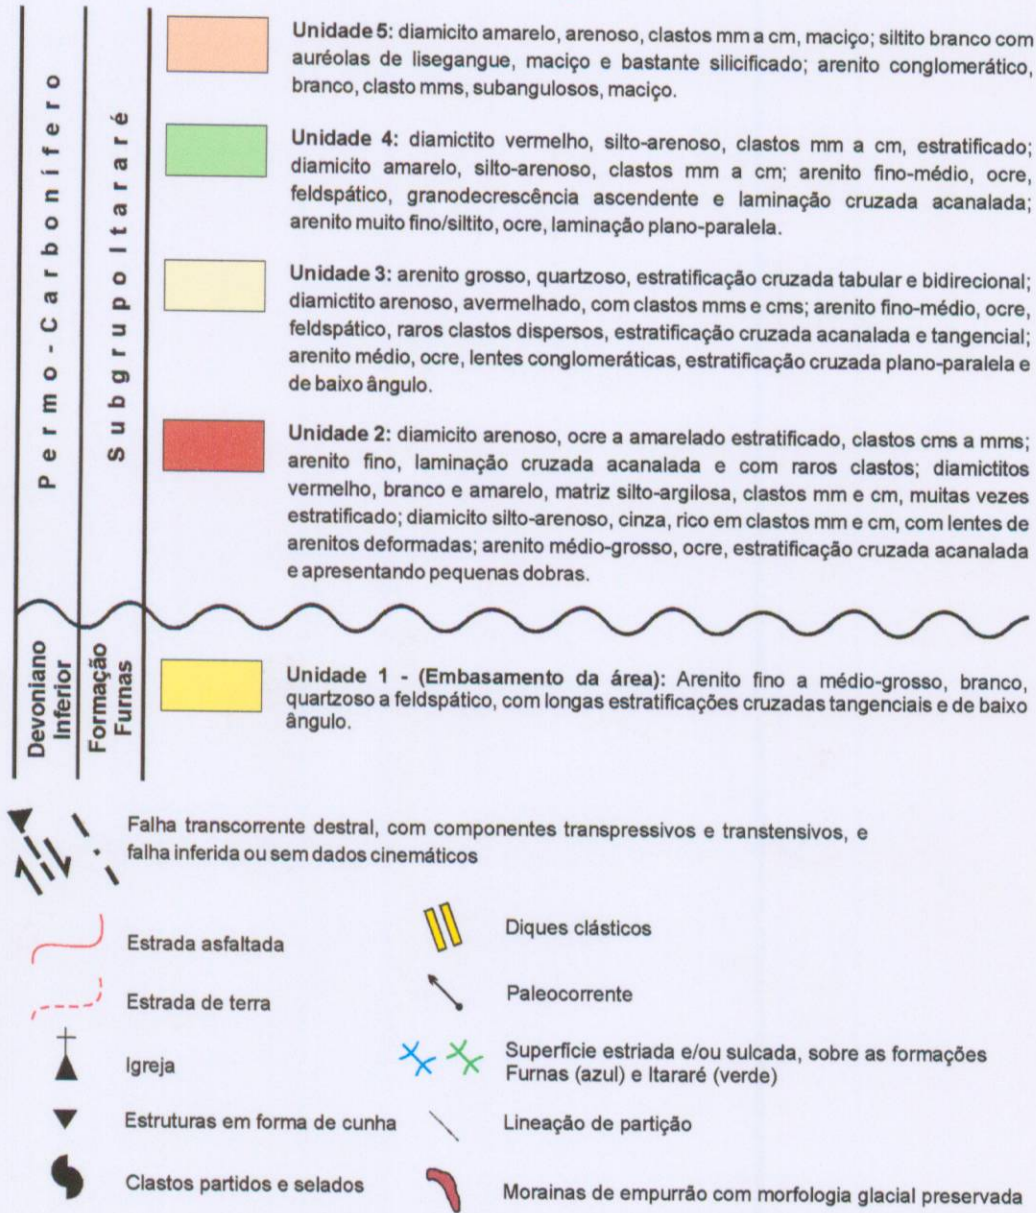 Permo-Carbonífero
Subgrupo Itararé
Unidade 5: diamicito amarelo, arenoso, clastos mm a cm, maciço; siltito branco com
auréolas de lisegangue, maciço e bastante silicificado; arenito conglomerático,
branco, clasto mms, subangulosos, maciço.
Unidade 4: diamictito vermelho, silto-arenoso, clastos mm a cm, estratificado;
diamicito amarelo, silto-arenoso, clastos mm a cm; arenito fino-médio, ocre,
feldspático, granodecrescência ascendente e laminação cruzada acanalada;
arenito muito fino/siltito, ocre, laminação plano-paralela.
Unidade 3: arenito grosso, quartzoso, estratificação cruzada tabular e bidirecional;
diamictito arenoso, avermelhado, com clastos mms e cms; arenito fino-médio, ocre,
feldspático, raros clastos dispersos, estratificação cruzada acanalada e tangencial;
arenito médio, ocre, lentes conglomeráticas, estratificação cruzada plano-paralela e
de baixo ângulo.
Unidade 2: diamicito arenoso, ocre a amarelado estratificado, clastos cms a mms;
arenito fino, laminação cruzada acanalada e com raros clastos; diamictitos
vermelho, branco e amarelo, matriz silto-argilosa, clastos mm e cm, muitas vezes
estratificado; diamicito silto-arenoso, cinza, rico em clastos mm e cm, com lentes de
arenitos deformadas; arenito médio-grosso, ocre, estratificação cruzada acanalada
e apresentando pequenas dobras.
Devoniano
Inferior
Formação
Furnas
Unidade 1 - (Embasamento da área): Arenito fino a médio-grosso, branco,
quartzoso a feldspático, com longas estratificações cruzadas tangenciais e de baixo
ângulo.
Falha transcorrente destral, com componentes transpressivos e transtensivos, e
falha inferida ou sem dados cinemáticos
Estrada asfaltada
Estrada de terra
Igreja
Estruturas em forma de cunha
Clastos partidos e selados
Diques clásticos
Paleocorrente
Superfície estriada e/ou sulcada, sobre as formações
Furnas (azul) e Itararé (verde)
Lineação de partição
Morainas de empurrão com morfologia glacial preservada